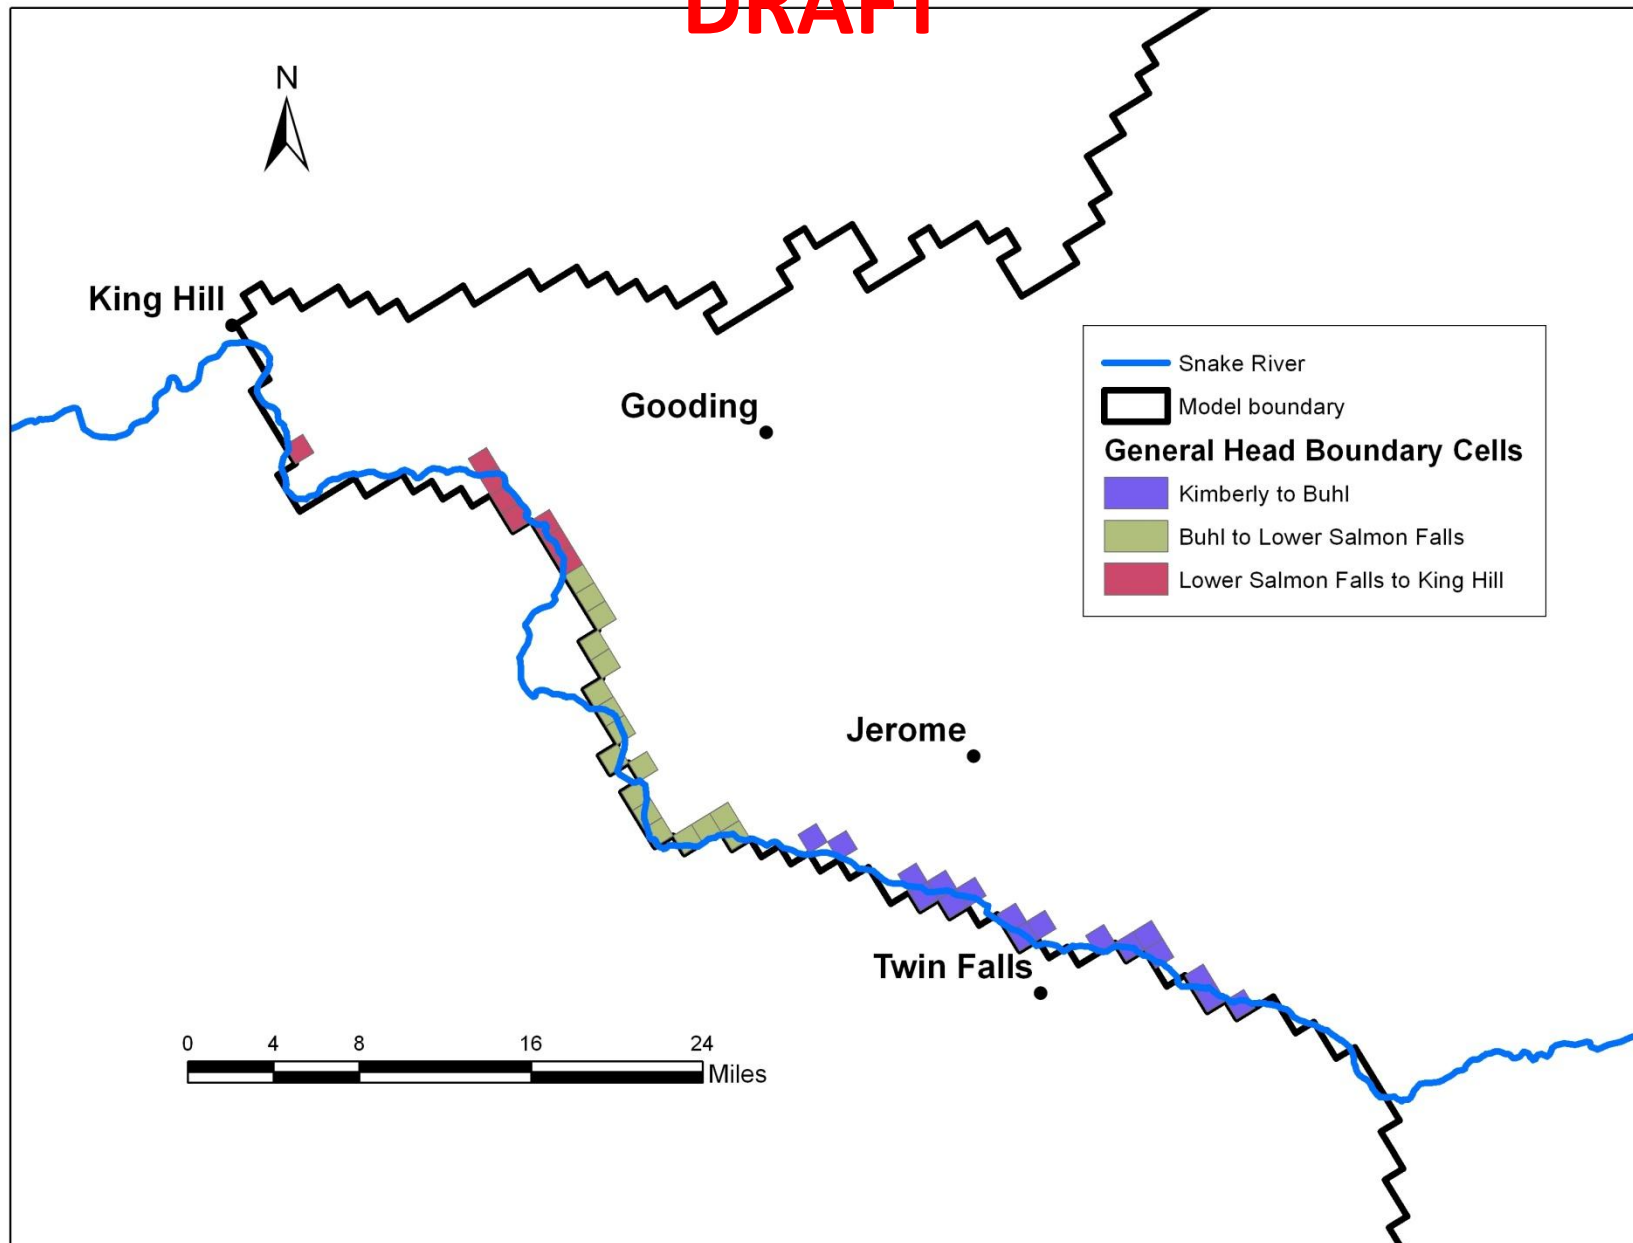 DRAFT
N
King Hill
Gooding
Snake River
Model boundary
General Head Boundary Cells
Kimberly to Buhl
Buhl to Lower Salmon Falls
Lower Salmon Falls to King Hill
Jerome
Twin Falls
0 4 8 16 24
Miles